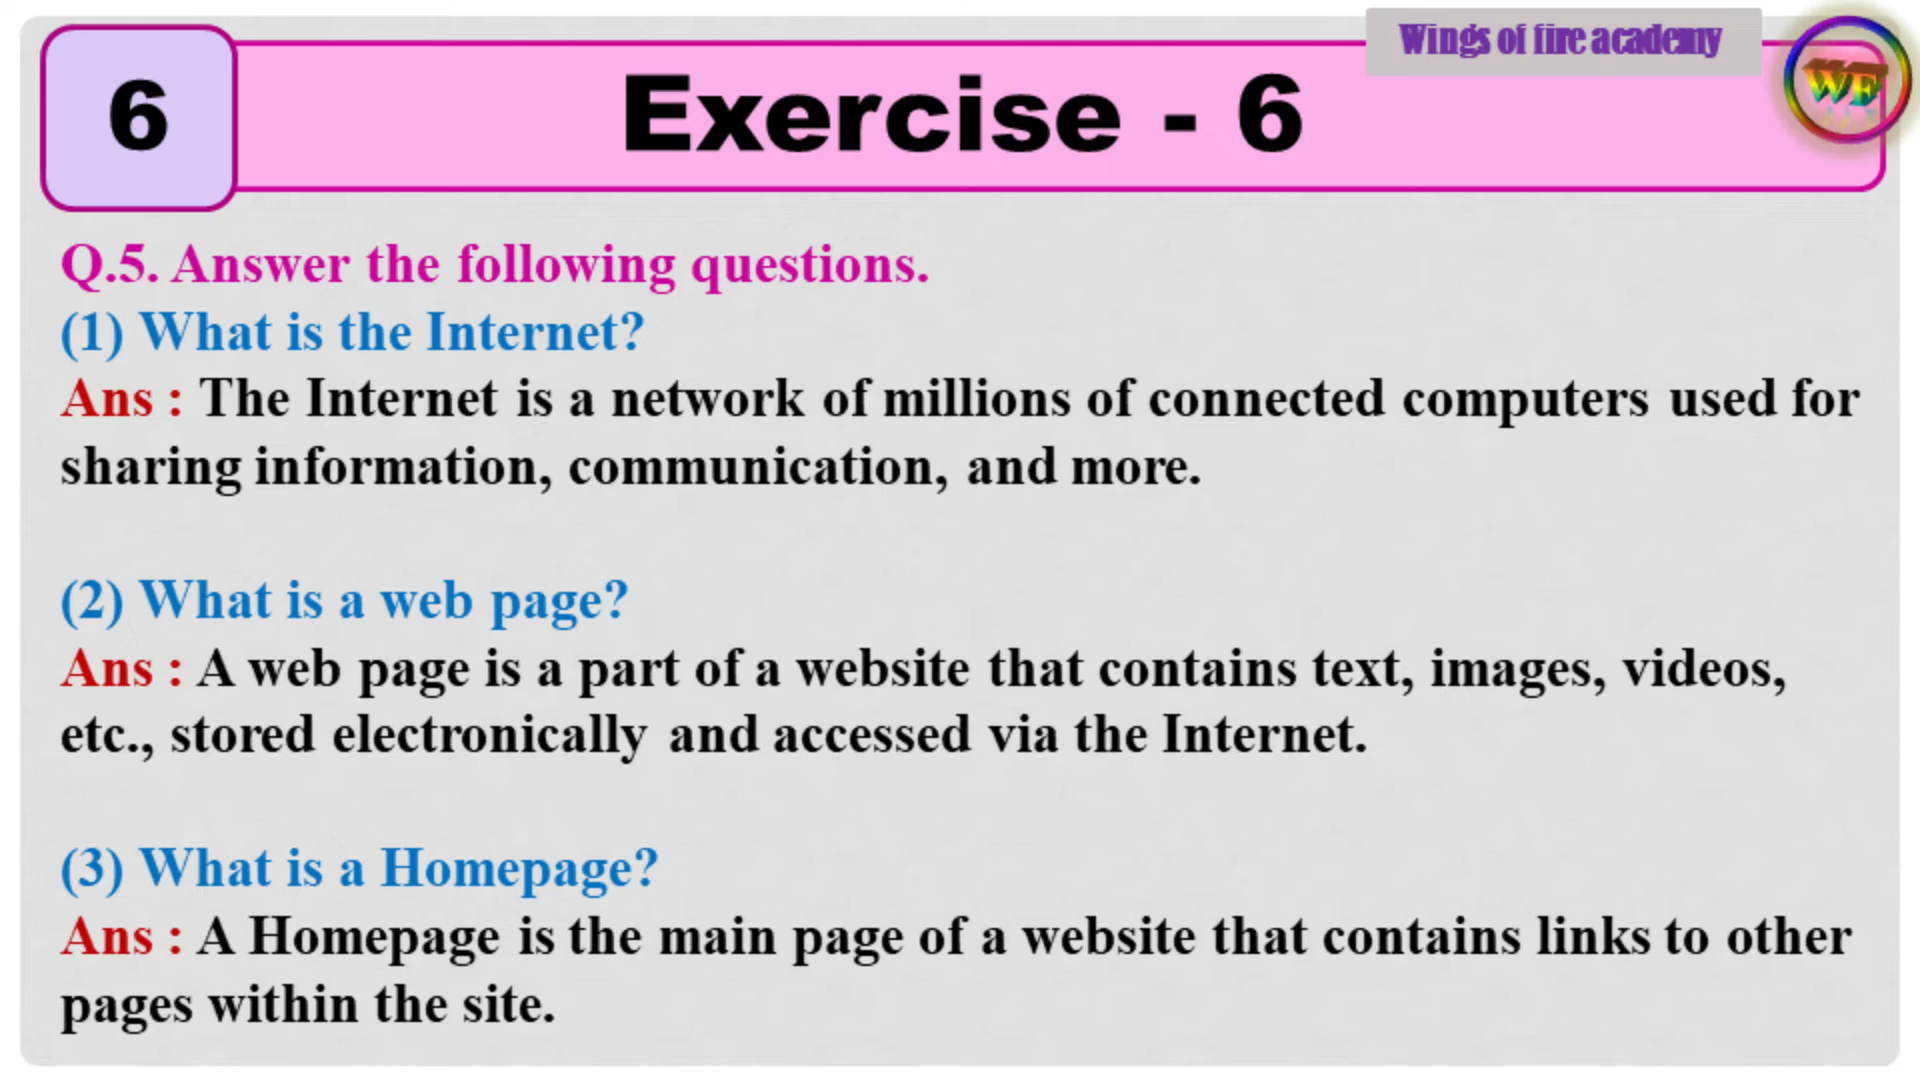 Wings of fire academy
WF
6
Exercise - 6
Q.5. Answer the following questions.
(1) What is the Internet?
Ans : The Internet is a network of millions of connected computers used for
sharing information, communication, and more.
(2) What is a web page?
Ans : A web page is a part of a website that contains text, images, videos,
etc., stored electronically and accessed via the Internet.
(3) What is a Homepage?
Ans : A Homepage is the main page of a website that contains links to other
pages within the site.